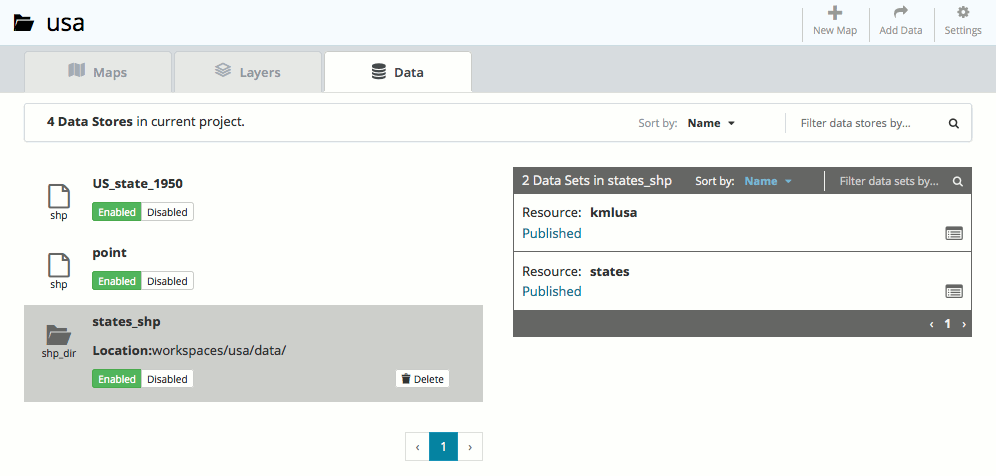 usa
New Map
Add Data
Settings
Maps
Layers
Data
4 Data Stores in current project.
Sort by: Name
Filter data stores by...
US_state_1950
shp
Enabled Disabled
point
shp
Enabled Disabled
states_shp
shp_dir
Location:workspaces/usa/data/
Enabled Disabled
Delete
‹ 1 ›
2 Data Sets in states_shp Sort by: Name Filter data sets by...
Resource: kmlusa
Published
Resource: states
Published
‹ 1 ›